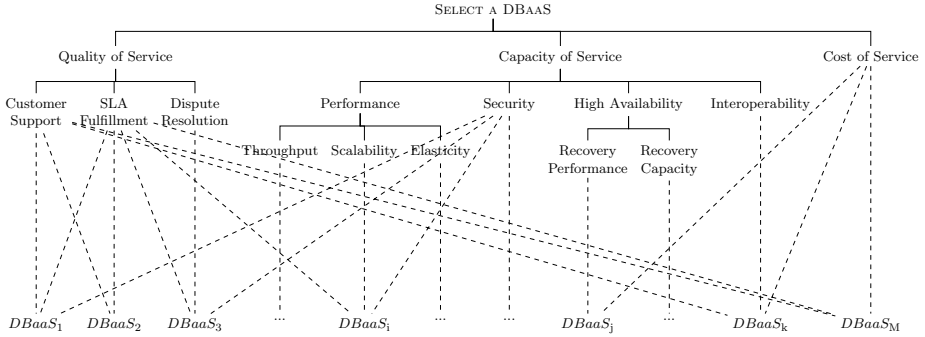 SELECT A DBAAS
Quality of Service Capacity of Service Cost of Service
Customer Support SLA Fulfillment Dispute Resolution Performance Security High Availability Interoperability
Throughput Scalability Elasticity Recovery Performance Recovery Capacity
DBaaS1 DBaaS2 DBaaS3 ... DBaaSi ... ... DBaaSj ... DBaaSk DBaaSM